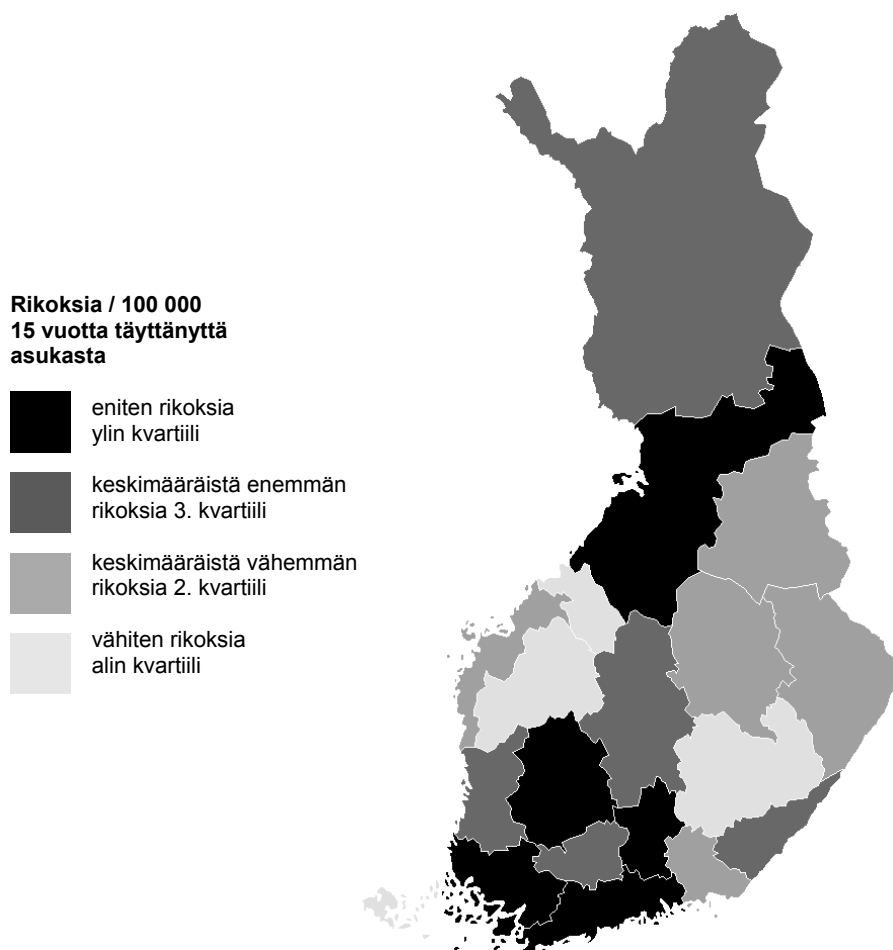 Rikoksia / 100 000
15 vuotta täyttänyttä
asukasta
eniten rikoksia
ylin kvartiili
keskimääräistä enemmän
rikoksia 3. kvartiili
keskimääräistä vähemmän
rikoksia 2. kvartiili
vähiten rikoksia
alin kvartiili